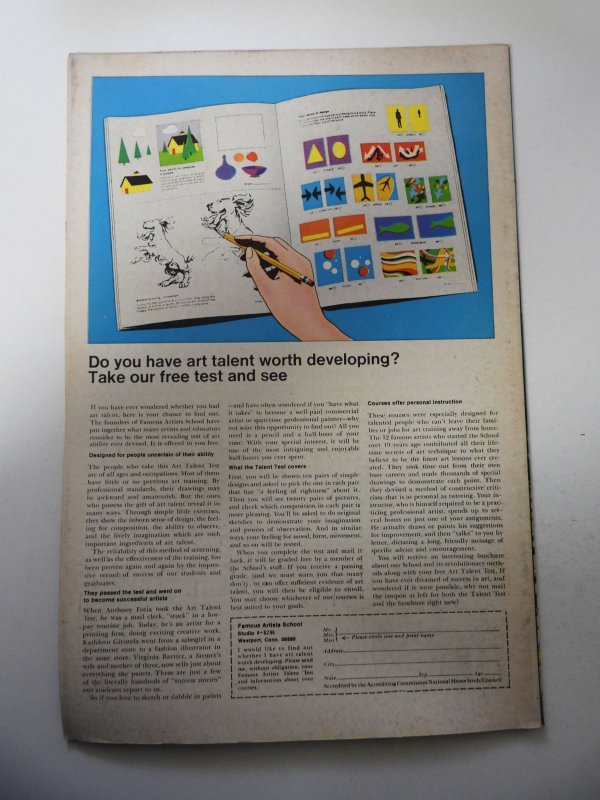 Do you have art talent worth developing?
Take our free test and see
If you have ever wondered whether you had
art talent, here is your chance to find out.
The founders of Famous Artists School have
put together what many artists and educators
consider to be the most revealing test of art
ability ever devised. It is offered to you free.
Designed for people uncertain of their ability
The people who take this Art Talent Test
are of all ages and occupations. Most of them
have little or no previous art training. By
professional standards, their drawings may
be awkward and amateurish. But the ones
who possess the gift of art talent reveal it so
many ways. Through simple little exercises,
they show the inborn sense of design, the feel-
ing for composition, the ability to observe,
and the lively imagination which are such
important ingredients of art talent.
The reliability of this method of screening,
as well as the effectiveness of the training, has
been proven again and again by the impres-
sive record of success of our students and
graduates.
They passed the test and went on
to become successful artists
When Anthony Fotia took the Art Talent
Test, he was a mail clerk, "stuck" in a low-
pay routine job. Today, he's an artist for a
printing firm, doing exciting creative work.
Kathleen Gironda went from a salesgirl in a
department store to a fashion illustrator in
the same store. Virginia Bartter, a farmer's
wife and mother of three, now sells just about
everything she paints. These are just a few
of the literally hundreds of "success stories"
our students report to us.
So if you love to sketch or dabble in paints
—and have often wondered if you "have what
it takes" to become a well-paid commercial
artist or sparetime professional painter—why
not seize this opportunity to find out? All you
need is a pencil and a half-hour of your
time. With your special interest, it will be
one of the most intriguing and enjoyable
half-hours you ever spent.
What the Talent Test covers
First, you will be shown ten pairs of simple
designs and asked to pick the one in each pair
that has "a feeling of rightness" about it.
Then you will see twenty pairs of pictures,
and check which composition in each pair is
more pleasing. You'll be asked to do original
sketches to demonstrate your imagination
and powers of observation. And in similar
ways, your feeling for mood, form, movement,
and so on will be tested.
When you complete the test and mail it
back, it will be graded free by a member of
the School's staff. If you receive a passing
grade (and we must warn you that many
don't), or can offer sufficient evidence of art
talent, you will then be eligible to enroll.
You may choose whichever of our courses is
best suited to your goals.
Courses offer personal instruction
These courses were especially designed for
talented people who can't leave their fami-
lies or jobs for art training away from home.
The 12 famous artists who started the School
over 19 years ago contributed all their life-
time secrets of art technique to what they
believe to be the finest art lessons ever cre-
ated. They took time out from their own
busy careers and made thousands of special
drawings to demonstrate each point. Then
they devised a method of constructive criti-
cism that is as personal as tutoring. Your in-
structor, who is himself required to be a prac-
ticing professional artist, spends up to sev-
eral hours on just one of your assignments.
He actually draws or paints his suggestions
for improvement, and then "talks" to you by
letter, dictating a long, friendly message of
specific advice and encouragement.
You will receive an interesting brochure
about our School and its revolutionary meth-
ods along with your free Art Talent Test. If
you have ever dreamed of success in art, and
wondered if it were possible, why not mail
the coupon at left for both the Talent Test
and the brochure right now?
Famous Artists School
Studio A-5796
Westport, Conn. 06880
I would like to find out
whether I have art talent
worth developing. Please send
me, without obligation, your
Famous Artists Talent Test
and information about your
courses.
Mr.
Mrs.
Miss
Please circle one and print name
Address
City
State Zip Age
Accredited by the Accrediting Commission National Home Study Council